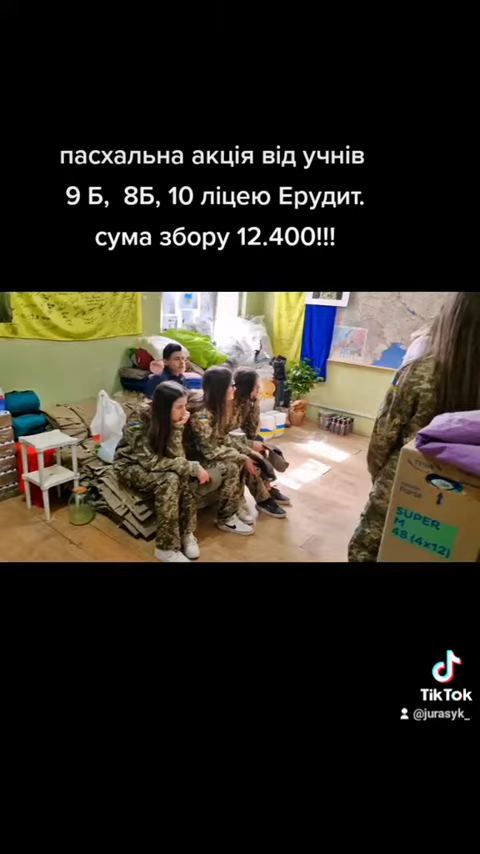 пасхальна акція від учнів
9 Б,  8Б, 10 ліцею Ерудит.
сума збору 12.400!!!
SUPER
M
48 (4x12)
TikTok
@jurasyk_